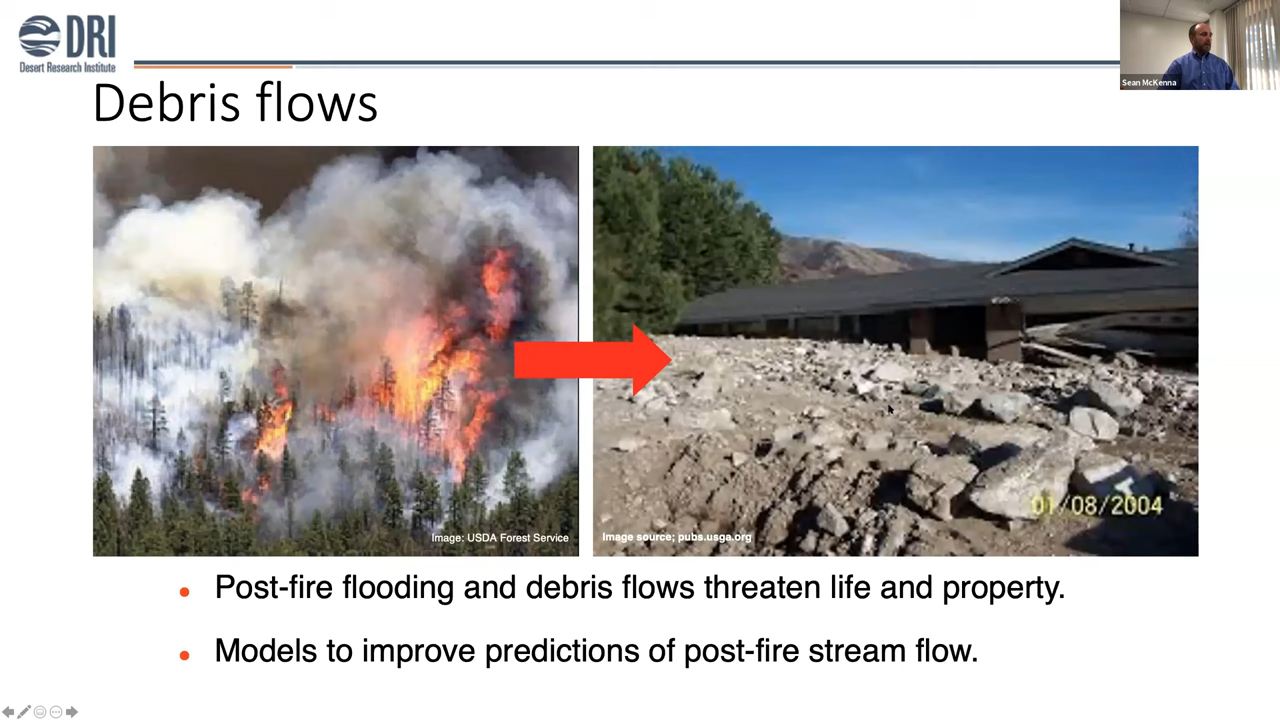 DRI
Desert Research Institute
Sean McKenna
Debris flows
Image: USDA Forest Service
Image source; pubs.usga.org
01/08/2004
• Post-fire flooding and debris flows threaten life and property.
• Models to improve predictions of post-fire stream flow.